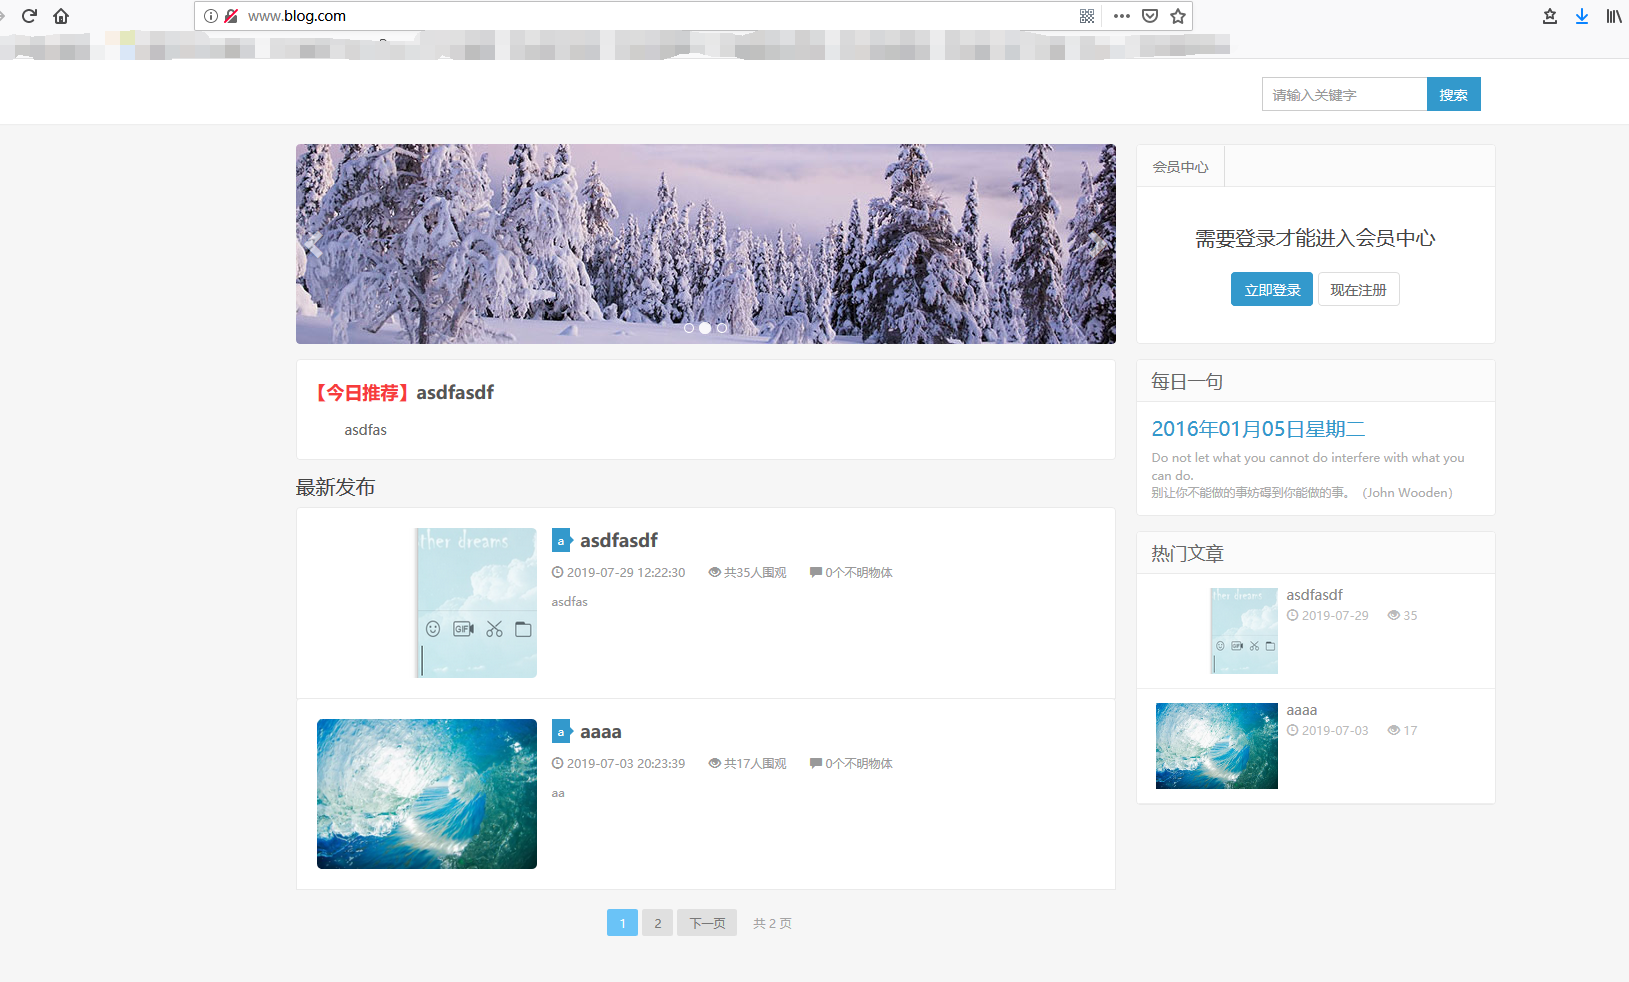 www.blog.com
请输入关键字
搜索
会员中心
需要登录才能进入会员中心
立即登录
现在注册
【今日推荐】asdfasdf
asdfas
每日一句
2016年01月05日星期二
Do not let what you cannot do interfere with what you
can do.
别让你不能做的事妨碍到你能做的事。（John Wooden）
最新发布
ther dreams
GIF
a asdfasdf
2019-07-29 12:22:30 共35人围观 0个不明物体
asdfas
a aaaa
2019-07-03 20:23:39 共17人围观 0个不明物体
aa
热门文章
ther dreams
GIF
asdfasdf
2019-07-29 35
aaaa
2019-07-03 17
1 2 下一页 共 2 页